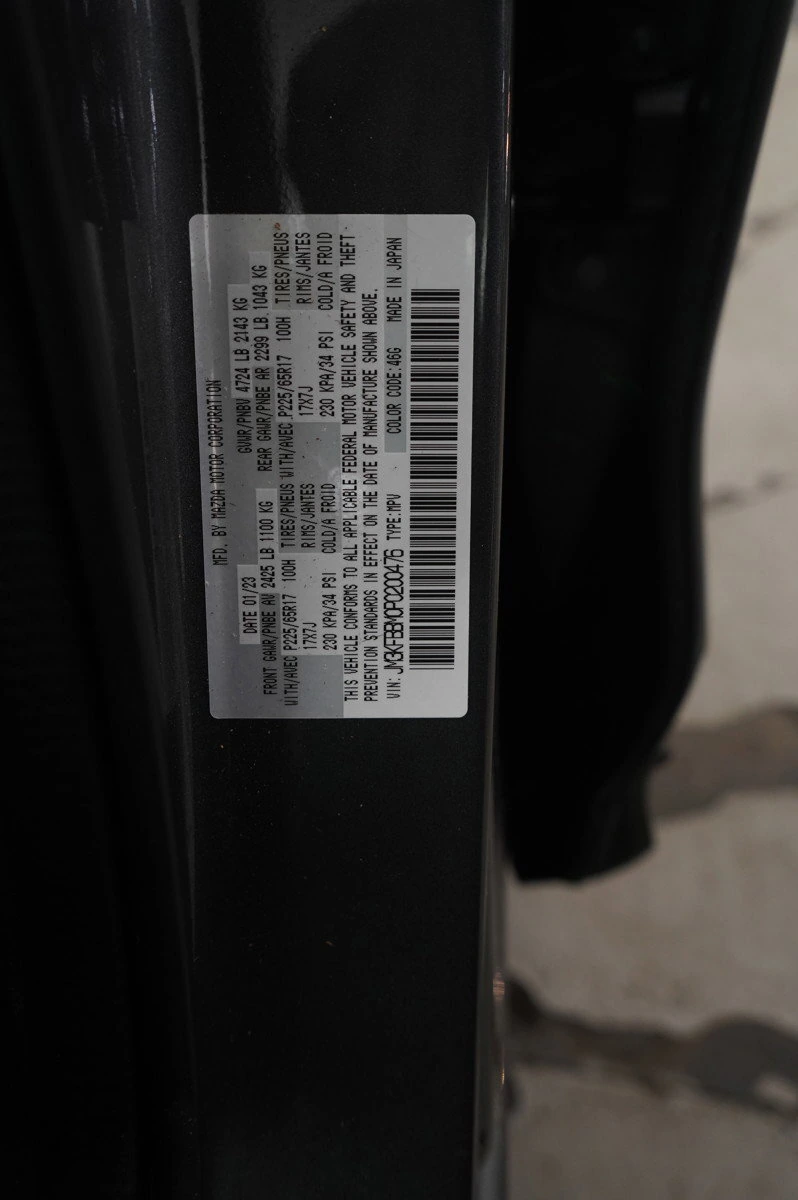 MFD. BY MAZDA MOTOR CORPORATION
DATE 01/23 GVWR/PNBV 4724 LB 2143 KG
FRONT GAWR/PNBE AV 2425 LB 1100 KG REAR GAWR/PNBE AR 2299 LB 1043 KG
WITH/AVEC P225/65R17 100H TIRES/PNEUS WITH/AVEC P225/65R17 100H TIRES/PNEUS
17X7J RIMS/JANTES 17X7J RIMS/JANTES
230 KPA/34 PSI COLD/A FROID 230 KPA/34 PSI COLD/A FROID
THIS VEHICLE CONFORMS TO ALL APPLICABLE FEDERAL MOTOR VEHICLE SAFETY AND THEFT
PREVENTION STANDARDS IN EFFECT ON THE DATE OF MANUFACTURE SHOWN ABOVE.
VIN: JM3KFBBM0P0200476 TYPE:MPV COLOR CODE:46G MADE IN JAPAN